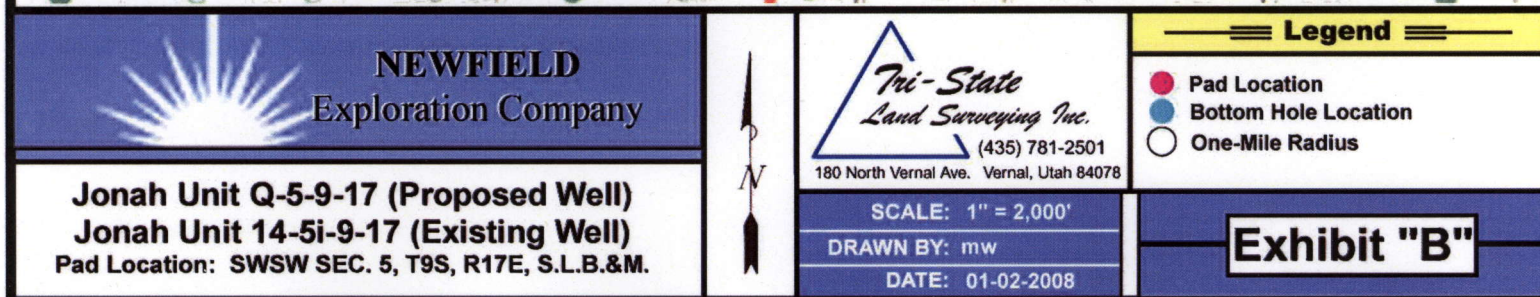 NEWFIELD
Exploration Company
Jonah Unit Q-5-9-17 (Proposed Well)
Jonah Unit 14-5i-9-17 (Existing Well)
Pad Location: SWSW SEC. 5, T9S, R17E, S.L.B.&M.
N
Tri-State
Land Surveying Inc.
(435) 781-2501
180 North Vernal Ave. Vernal, Utah 84078
SCALE: 1" = 2,000'
DRAWN BY: mw
DATE: 01-02-2008
Legend
Pad Location
Bottom Hole Location
One-Mile Radius
Exhibit "B"